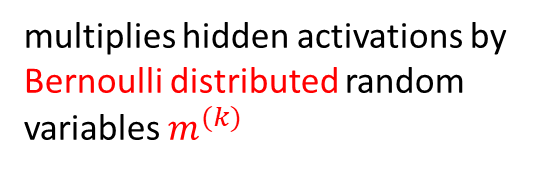 multiplies hidden activations by
Bernoulli distributed random
variables m^(k)